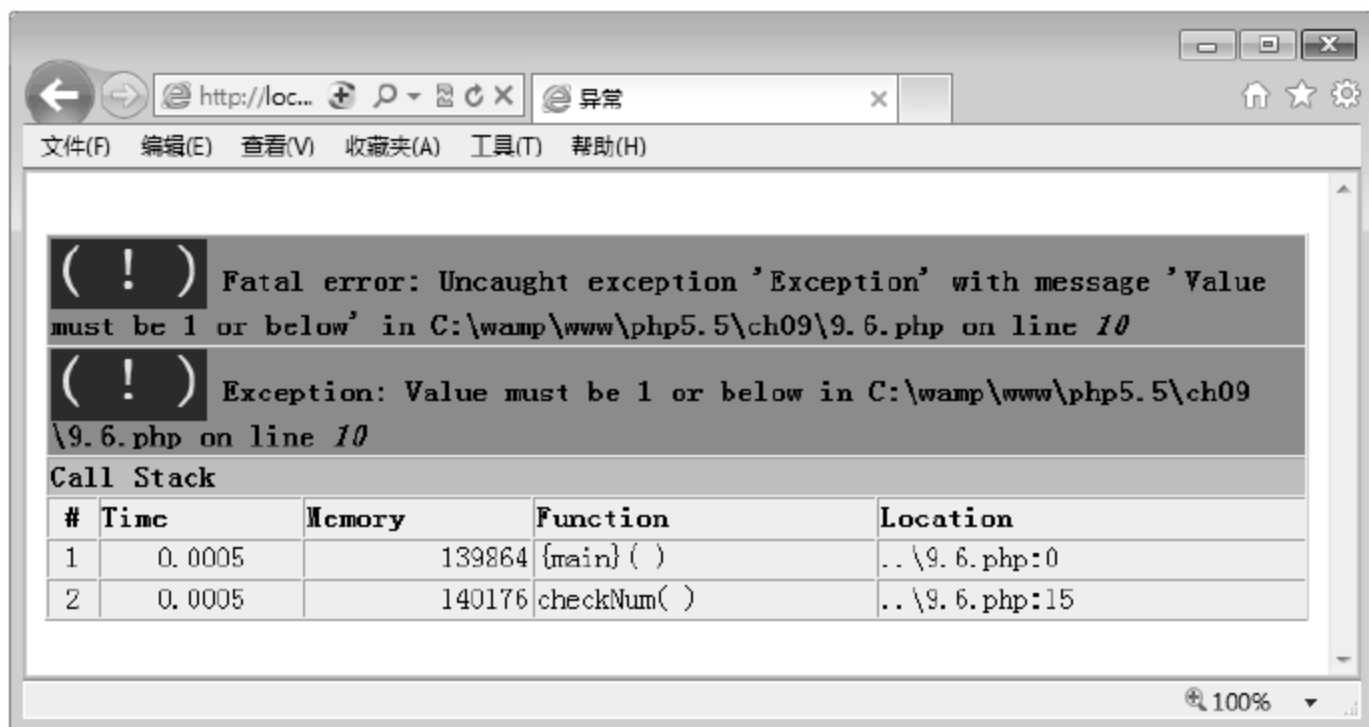 http://loc...
异常
文件(F) 编辑(E) 查看(V) 收藏夹(A) 工具(T) 帮助(H)
( ! ) Fatal error: Uncaught exception 'Exception' with message 'Value
must be 1 or below' in C:\wamp\www\php5.5\ch09\9.6.php on line 10
( ! ) Exception: Value must be 1 or below in C:\wamp\www\php5.5\ch09
\9.6.php on line 10
Call Stack
# Time Memory Function Location
1 0.0005 139864 {main}( ) ..\9.6.php:0
2 0.0005 140176 checkNum( ) ..\9.6.php:15
100%